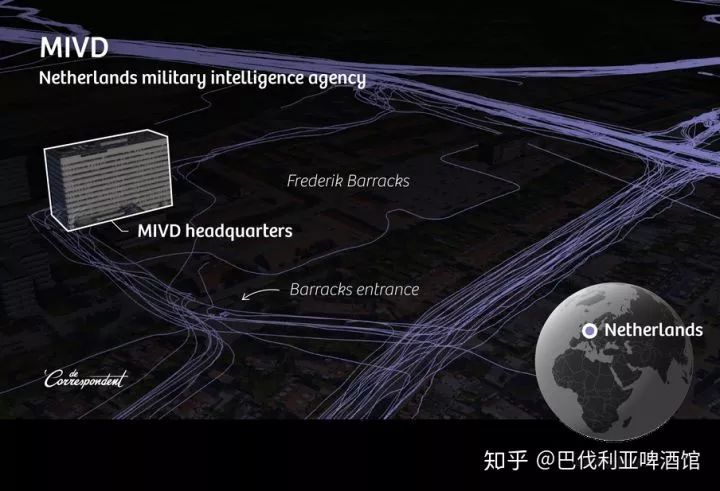 MIVD
Netherlands military intelligence agency
Frederik Barracks
MIVD headquarters
Barracks entrance
Netherlands
de
Correspondent
知乎 @巴伐利亚啤酒馆